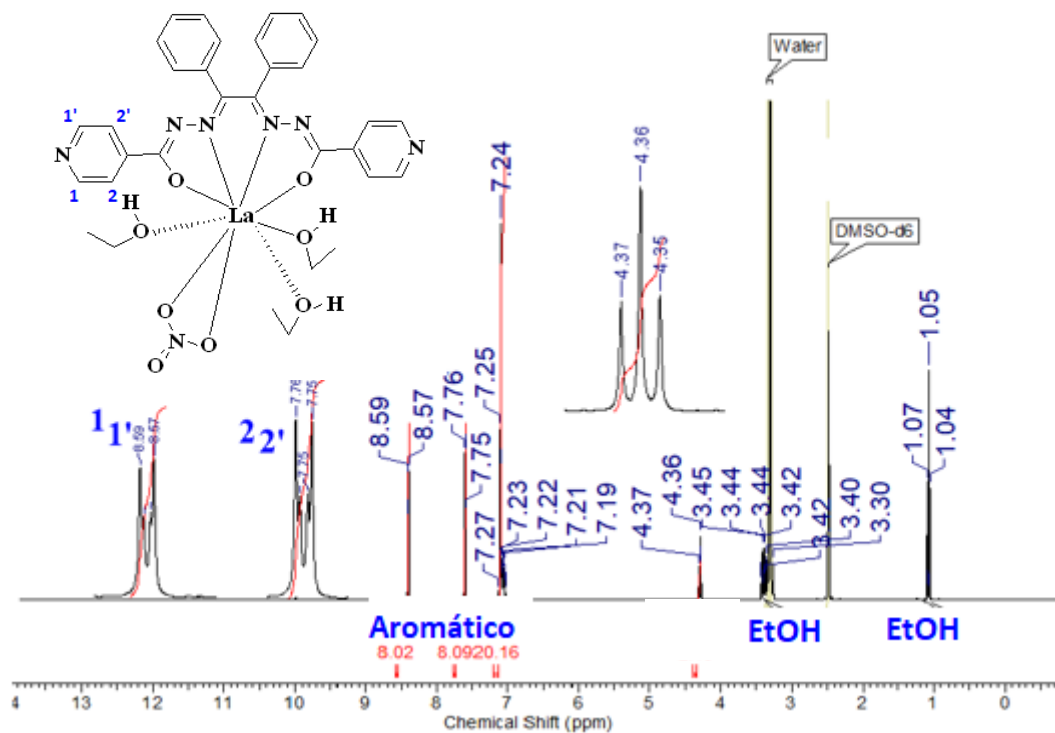 Water
DMSO-d6
1' 2'
N N N N N N
1 2
O O
H
O La H
O
O H
O
N
O O
1 1'
8.59
8.57
2 2'
7.76
7.75
7.75
8.59
8.57
7.76
7.75
7.25
7.24
7.27
7.23
7.22
7.21
7.19
4.37
4.36
4.35
4.37
4.36
3.45
3.44
3.44
3.42
3.42
3.40
3.30
1.07
1.05
1.04
Aromático
EtOH
EtOH
8.02 8.09 20.16
13 12 11 10 9 8 7 6 5 4 3 2 1 0
Chemical Shift (ppm)